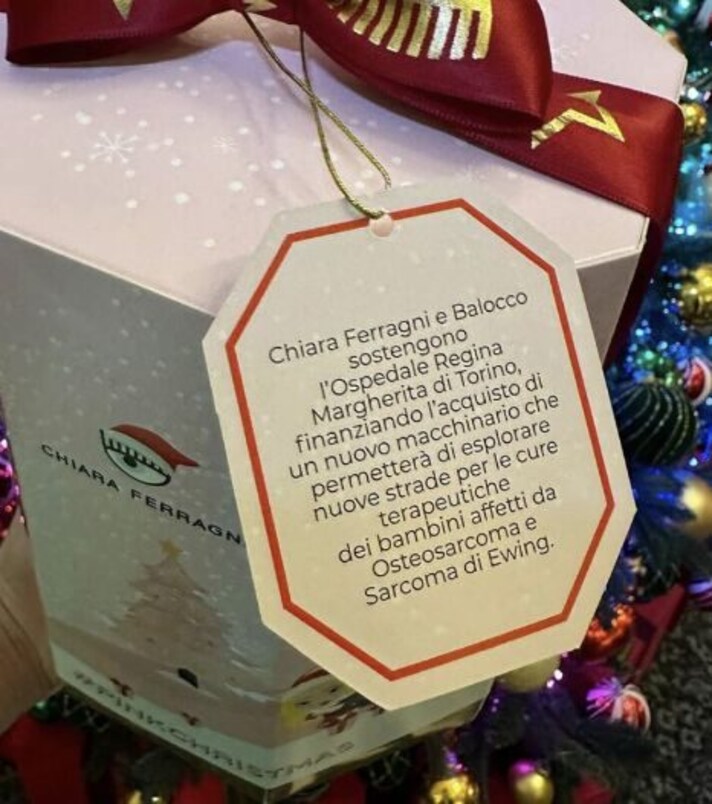 Chiara Ferragni e Balocco
sostengono
l'Ospedale Regina
Margherita di Torino,
finanziando l'acquisto di
un nuovo macchinario che
permetterà di esplorare
nuove strade per le cure
terapeutiche
dei bambini affetti da
Osteosarcoma e
Sarcoma di Ewing.
CHIARA FERRAGN
#PINKCHRISTMAS